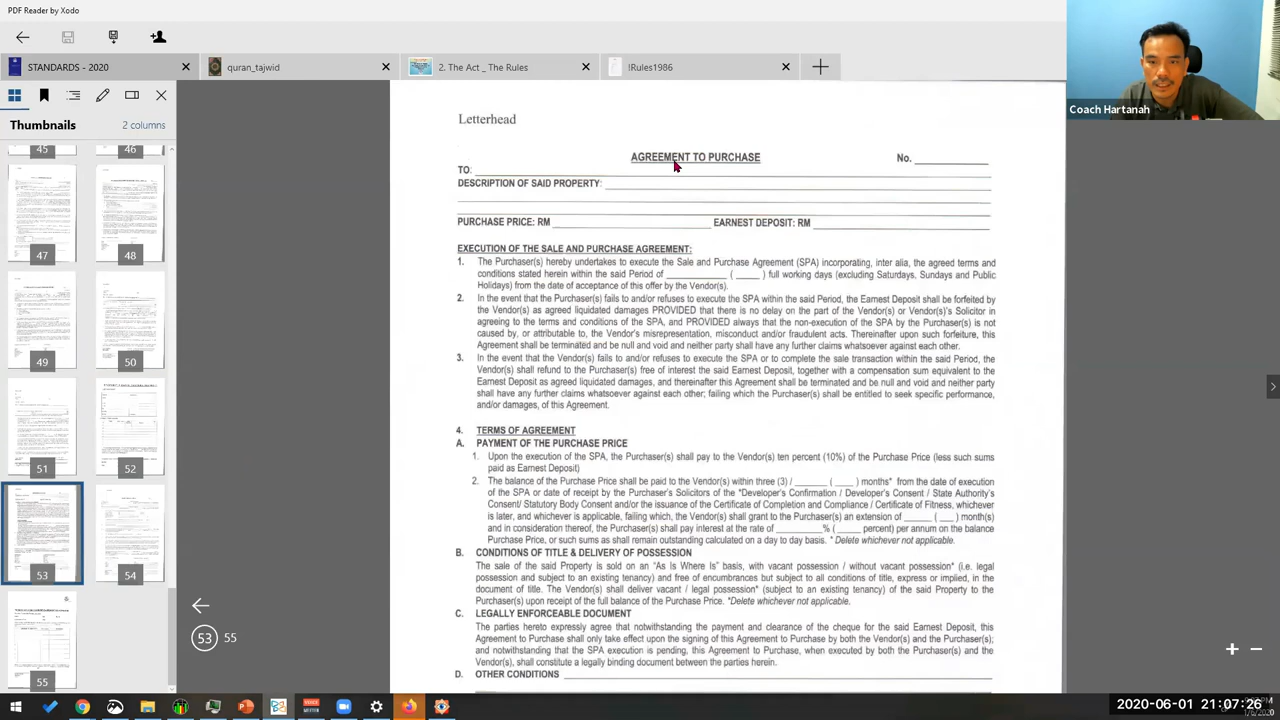 PDF Reader by Xodo
STANDARDS - 2020
quran_tajwid
2. The Act _ The Rules
!Rules1986
Coach Hartanah
Thumbnails
2 columns
45
46
47
48
49
50
51
52
53
54
55
53
55
Letterhead
AGREEMENT TO PURCHASE
No.
TO:
DESCRIPTION OF SAID PROPERTY:
PURCHASE PRICE: RM
EARNEST DEPOSIT: RM
EXECUTION OF THE SALE AND PURCHASE AGREEMENT:
1. The Purchaser(s) hereby undertakes to execute the Sale and Purchase Agreement (SPA) incorporating, inter alia, the agreed terms and
conditions stated herein within the said Period of ____________ ( _____ ) full working days (excluding Saturdays, Sundays and Public
Holidays) from the date of acceptance of this offer by the Vendor(s).
2. In the event that the Purchaser(s) fails to and/or refuses to execute the SPA within the said Period, the Earnest Deposit shall be forfeited by
the Vendor(s) as agreed liquidated damages PROVIDED that there is no delay on the part of the Vendor(s) or Vendor(s)'s Solicitor in
agreeing to the terms and conditions of the SPA, and PROVIDED always that the non-execution of the SPA by the Purchaser(s) is not
caused by, or attributable to, the Vendor's misrepresentation, misconduct and/or fraudulent acts. Thereinafter upon such forfeiture, this
Agreement shall be terminated and be null and void and neither party shall have any further claims whatsoever against each other.
3. In the event that the Vendor(s) fails to and/or refuses to execute the SPA or to complete the sale transaction within the said Period, the
Vendor(s) shall refund to the Purchaser(s) free of interest the said Earnest Deposit, together with a compensation sum equivalent to the
Earnest Deposit as agreed liquidated damages, and thereinafter this Agreement shall be terminated and be null and void and neither party
shall have any further claims whatsoever against each other; failing which the Purchaser(s) shall be entitled to seek specific performance,
and/or damages, of this Agreement.
4. TERMS OF AGREEMENT
A. PAYMENT OF THE PURCHASE PRICE
1. Upon the execution of the SPA, the Purchaser(s) shall pay to the Vendor(s) ten percent (10%) of the Purchase Price (less such sums
paid as Earnest Deposit)
2. The balance of the Purchase Price shall be paid to the Vendor(s) within three (3) / _______ ( ____ ) months* from the date of execution
of the SPA or date of receipt by the Purchaser's Solicitors of the *Developer's Confirmation / Developer's Consent / State Authority's
Consent/ Statutory Body Consent and/or the issuance of the Certificate of Completion and Compliance / Certificate of Fitness, whichever
is later, and whichever is applicable, failing which, the Vendor(s) shall grant to the Purchaser(s) an extension of ______ ( ___ ) month(s)
and in consideration thereof, the Purchaser(s) shall pay interest at the rate of __________% ( _____ percent) per annum on the balance
Purchase Price, or such sums as shall remain outstanding calculated on a day to day basis. * Delete whichever not applicable.
B. CONDITIONS OF TITLE & DELIVERY OF POSSESSION
The sale of the said Property is sold on an "As Is Where Is" basis, with vacant possession / without vacant possession* (i.e. legal
possession and subject to an existing tenancy) and free of encumbrances but subject to all conditions of title, express or implied, in the
document of title. The Vendor(s) shall deliver vacant / legal possession* (subject to an existing tenancy) of the said Property to the
Purchaser(s) upon receipt of the full balance of the Purchase Price. *Delete whichever not applicable.
C. LEGALLY ENFORCEABLE DOCUMENT
The parties hereto expressly agree that notwithstanding the payment and clearance of the cheque for the said Earnest Deposit, this
Agreement to Purchase shall only take effect upon the signing of this Agreement to Purchase by both the Vendor(s) and the Purchaser(s);
and notwithstanding that the SPA execution is pending, this Agreement to Purchase, when executed by both the Purchaser(s) and the
Vendor(s), shall constitute a legally binding document between the parties herein.
D. OTHER CONDITIONS
2020-06-01 21:07:26